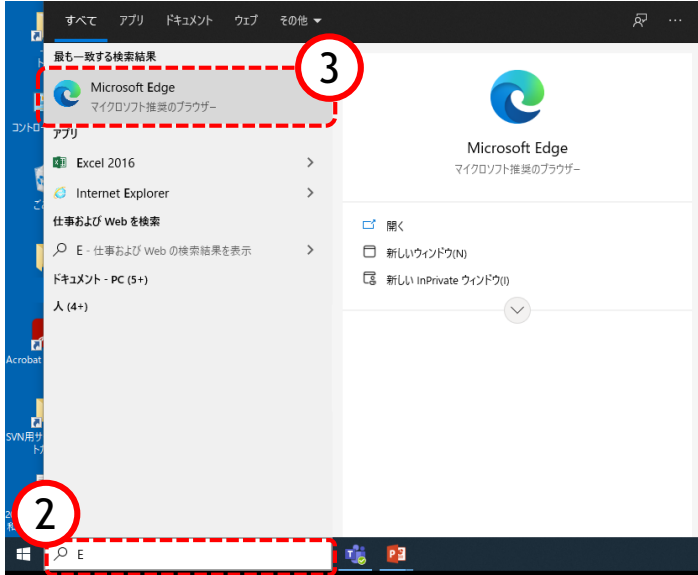 すべて アプリ ドキュメント ウェブ その他
最も一致する検索結果
3
Microsoft Edge
マイクロソフト推奨のブラウザー
アプリ
Excel 2016
Internet Explorer
仕事および Web を検索
E - 仕事および Web の検索結果を表示
ドキュメント - PC (5+)
人 (4+)
Microsoft Edge
マイクロソフト推奨のブラウザー
開く
新しいウィンドウ(N)
新しい InPrivate ウィンドウ(I)
コントロー
Acrobat
SVN用サ
2
E